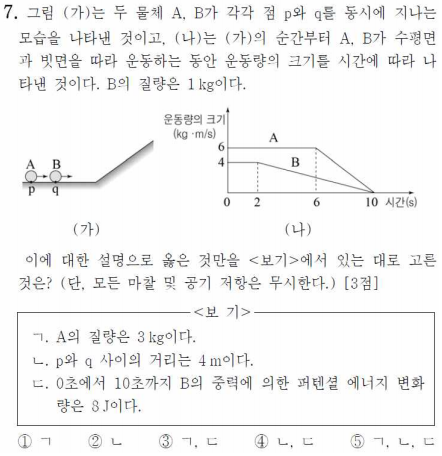 7. 그림 (가)는 두 물체 A, B가 각각 점 p와 q를 동시에 지나는
모습을 나타낸 것이고, (나)는 (가)의 순간부터 A, B가 수평면
과 빗면을 따라 운동하는 동안 운동량의 크기를 시간에 따라 나
타낸 것이다. B의 질량은 1kg이다.
운동량의 크기
(kg·m/s)
A
6
4
B
A B
p q
0 2 6 10 시간(s)
(가) (나)
이에 대한 설명으로 옳은 것만을 <보기>에서 있는 대로 고른
것은? (단, 모든 마찰 및 공기 저항은 무시한다.) [3점]
<보 기>
ㄱ. A의 질량은 3kg이다.
ㄴ. p와 q 사이의 거리는 4m이다.
ㄷ. 0초에서 10초까지 B의 중력에 의한 퍼텐셜 에너지 변화
량은 8J이다.
① ㄱ ② ㄴ ③ ㄱ, ㄷ ④ ㄴ, ㄷ ⑤ ㄱ, ㄴ, ㄷ